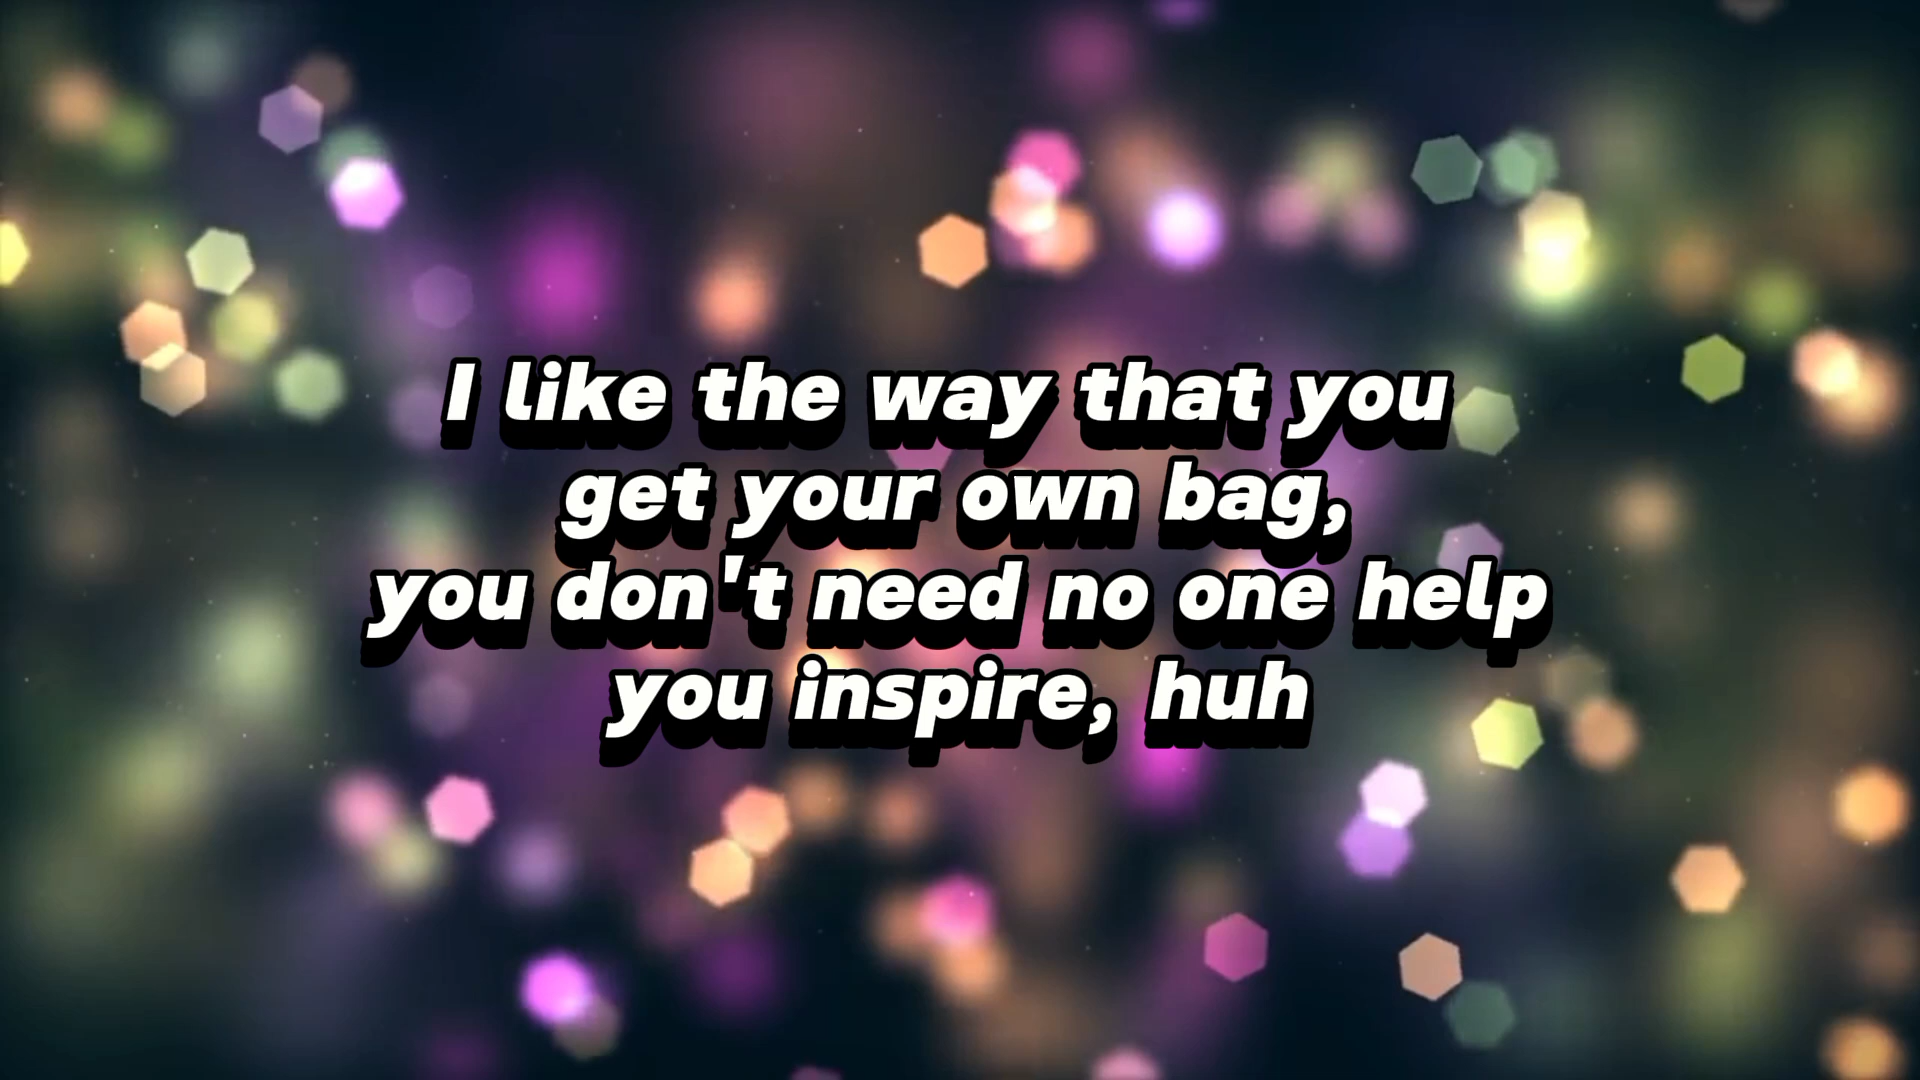 I like the way that you
get your own bag,
you don't need no one help
you inspire, huh